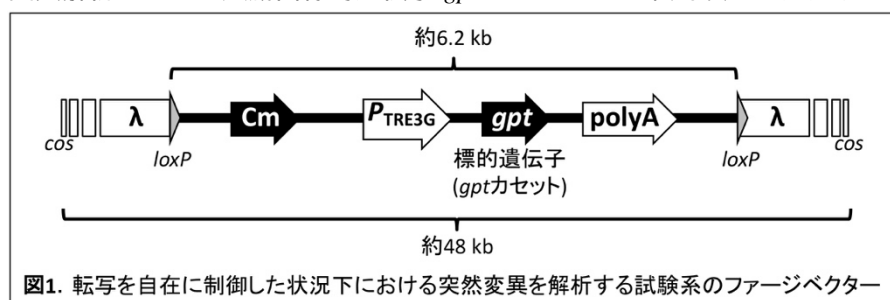 約6.2 kb
λ
Cm
PTRE3G
gpt
polyA
λ
cos
loxP
標的遺伝子
(gptカセット)
loxP
cos
約48 kb
図1. 転写を自在に制御した状況下における突然変異を解析する試験系のファージベクター